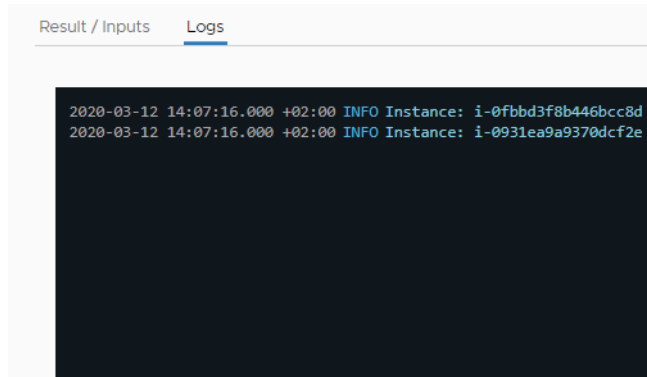 Result / Inputs Logs
2020-03-12 14:07:16.000 +02:00 INFO Instance: i-0fbbd3f8b446bcc8d
2020-03-12 14:07:16.000 +02:00 INFO Instance: i-0931ea9a9370dcf2e